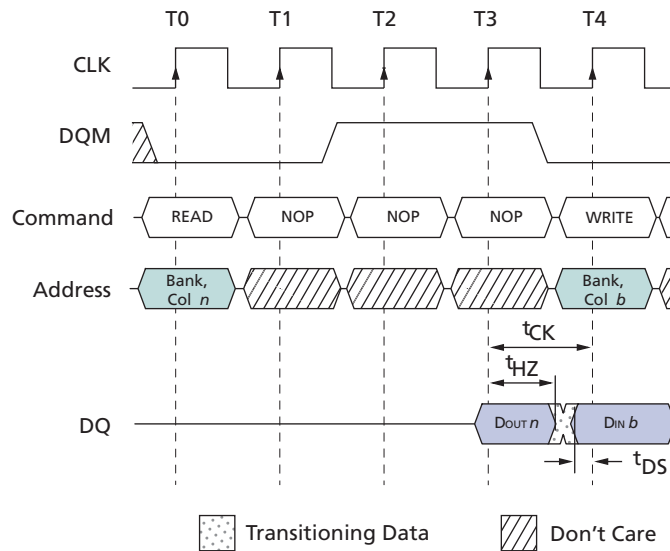 T0 T1 T2 T3 T4
CLK
DQM
Command READ NOP NOP NOP WRITE
Address Bank, Col n Bank, Col b
tCK
tHZ
DQ DOUT n DIN b
tDS
Transitioning Data Don't Care